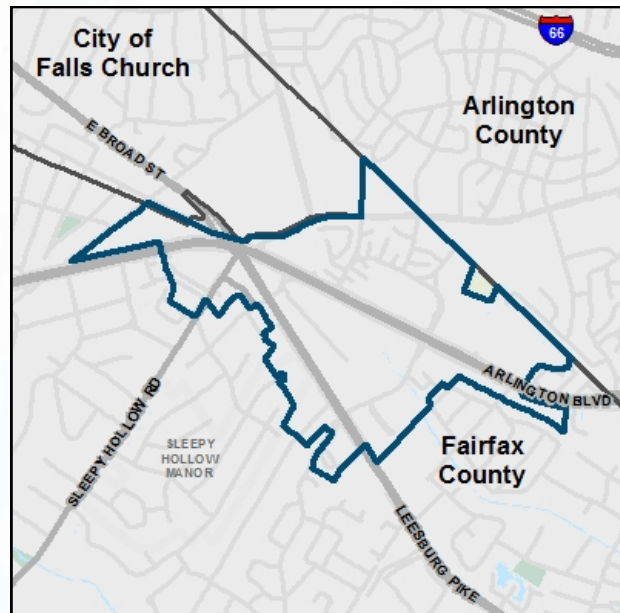 City of
Falls Church
66
Arlington
County
E BROAD ST
ARLINGTON BLVD
SLEEPY HOLLOW RD
SLEEPY
HOLLOW
MANOR
Fairfax
County
LEESBURG PIKE